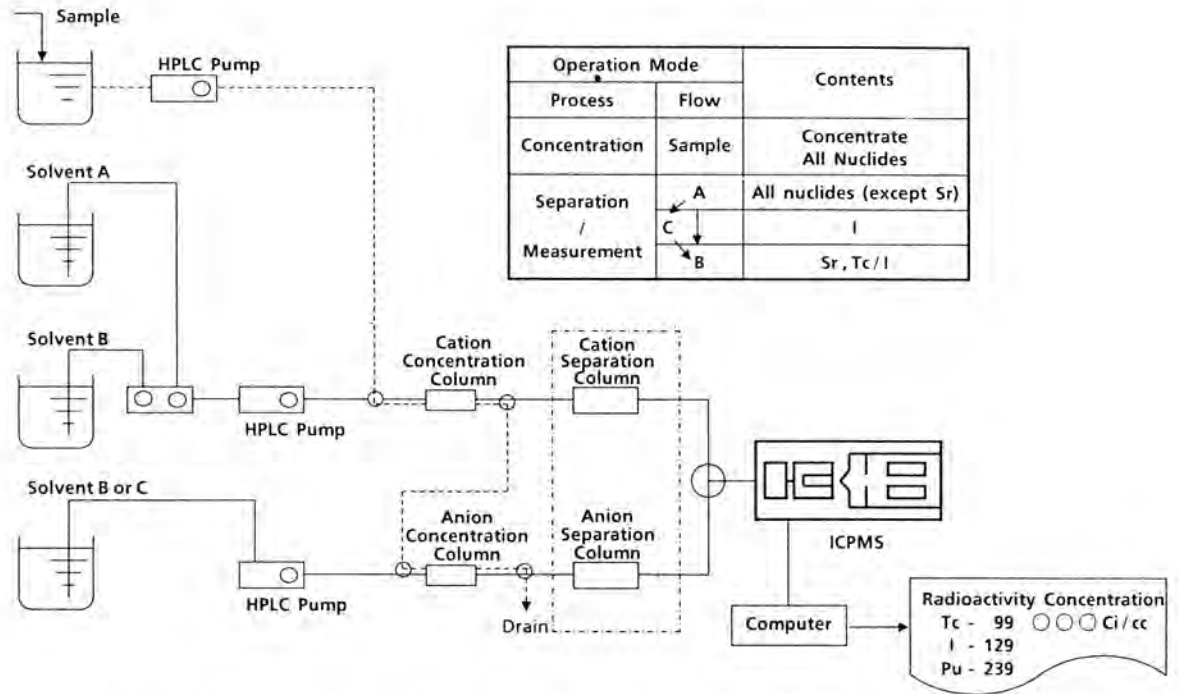 Sample
HPLC Pump
Operation Mode
Contents
Process
Flow
Concentration
Sample
Concentrate
All Nuclides
Separation
/
Measurement
A
All nuclides (except Sr)
C
I
B
Sr, Tc/I
Solvent A
Solvent B
HPLC Pump
Cation
Concentration
Column
Cation
Separation
Column
Solvent B or C
HPLC Pump
Anion
Concentration
Column
Anion
Separation
Column
Drain
ICPMS
Computer
Radioactivity Concentration
Tc - 99 ○○○ Ci/cc
I - 129
Pu - 239